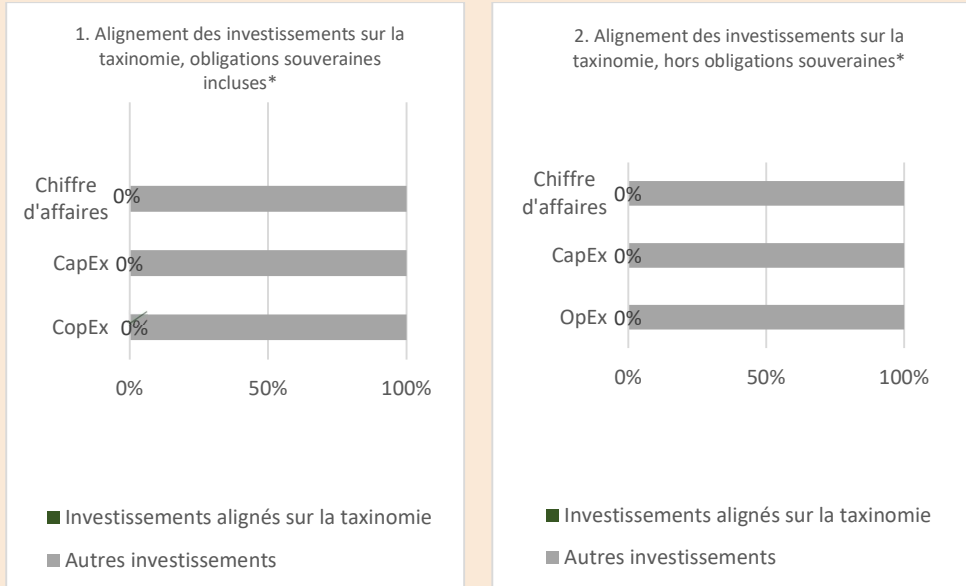 1. Alignement des investissements sur la
taxinomie, obligations souveraines
incluses*
Chiffre
d'affaires
0%
CapEx
0%
CopEx
0%
0%
50%
100%
Investissements alignés sur la taxinomie
Autres investissements
2. Alignement des investissements sur la
taxinomie, hors obligations souveraines*
Chiffre
d'affaires
0%
CapEx
0%
OpEx
0%
0%
50%
100%
Investissements alignés sur la taxinomie
Autres investissements